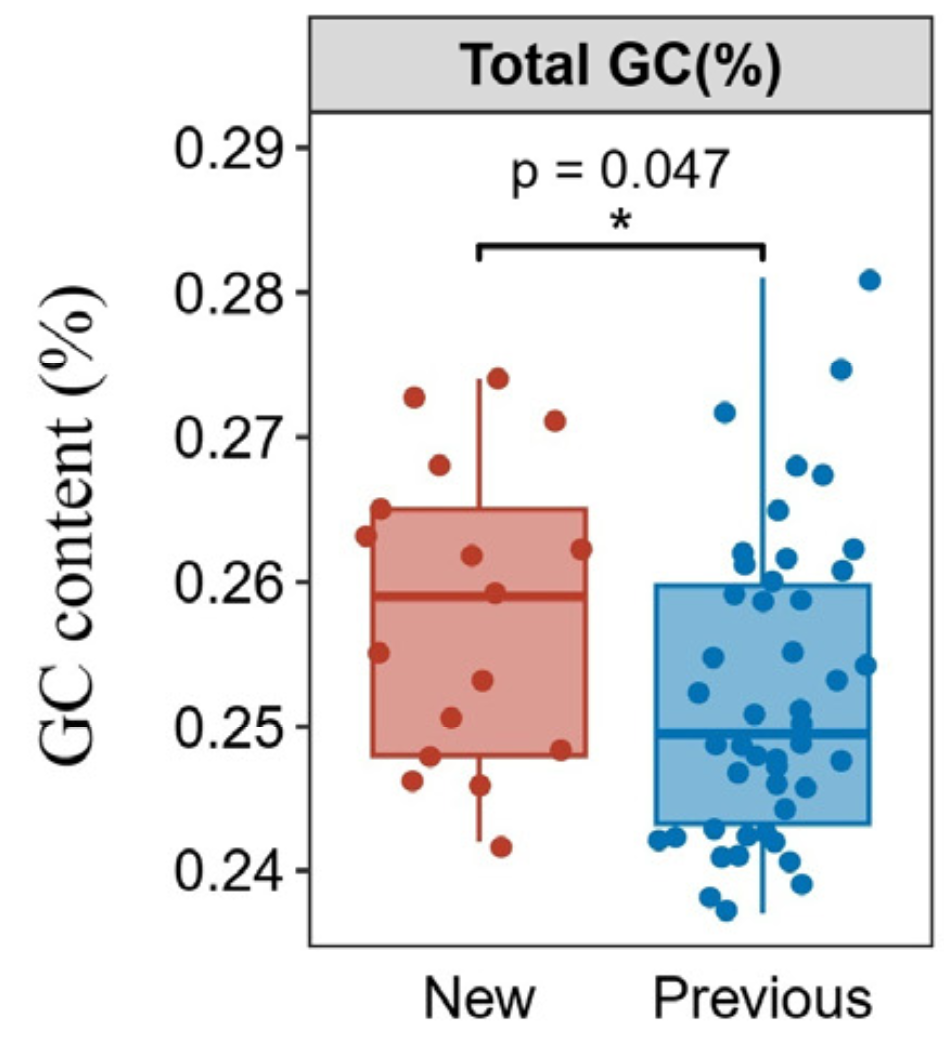 Total GC(%)
p = 0.047
*
GC content (%)
0.29
0.28
0.27
0.26
0.25
0.24
New
Previous